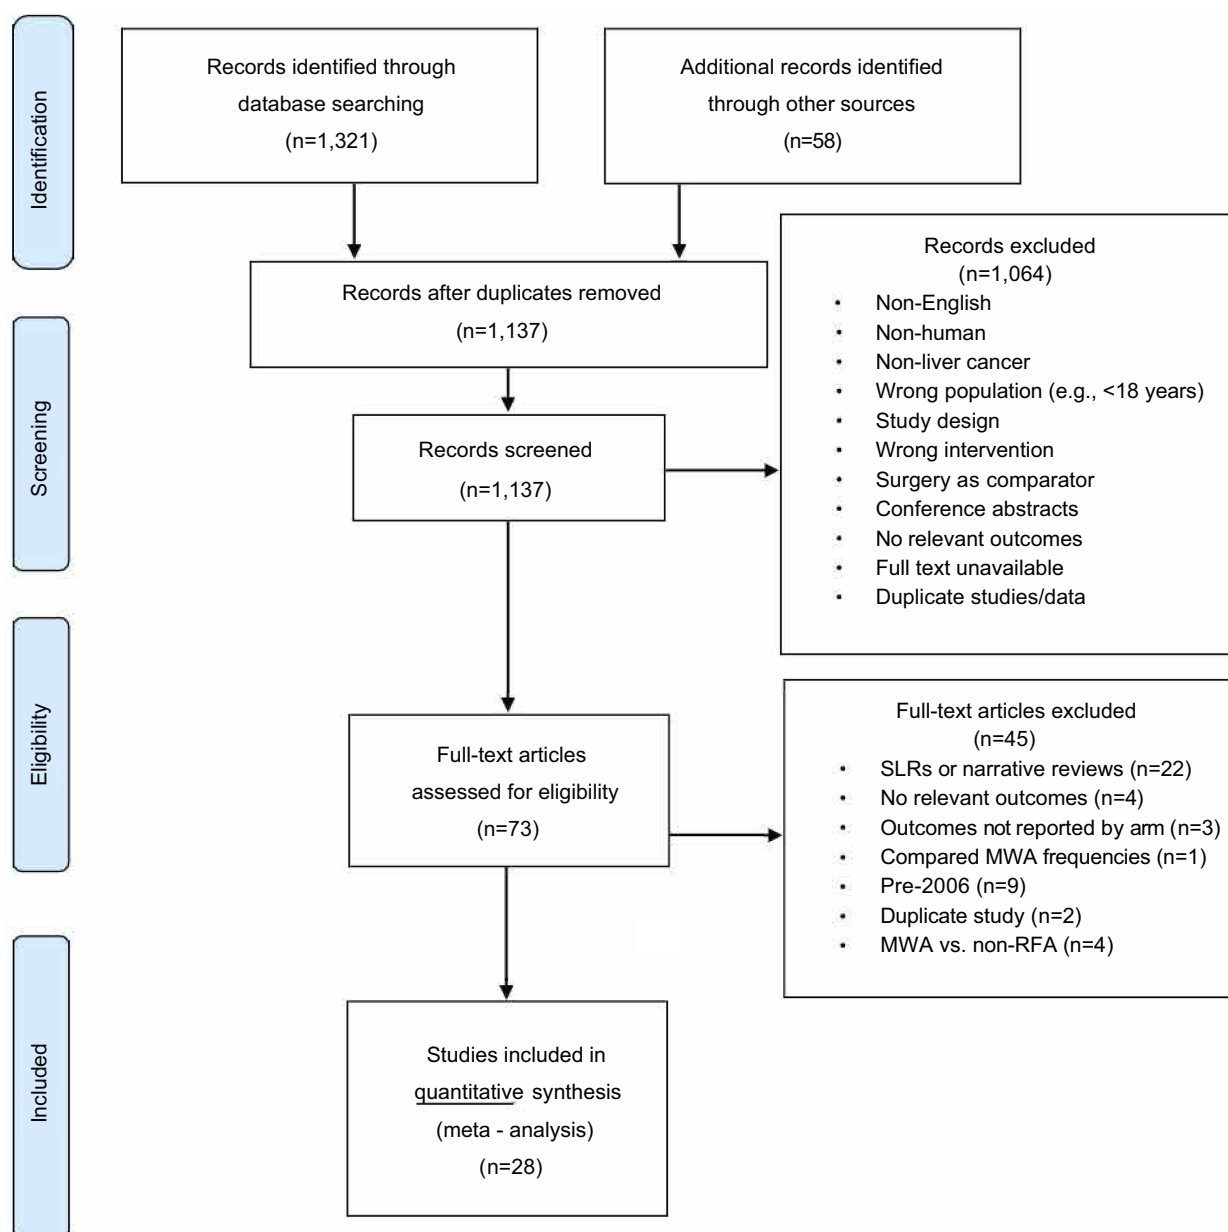 Identification
Records identified through
database searching
(n=1,321)
Additional records identified
through other sources
(n=58)
Records after duplicates removed
(n=1,137)
Records excluded
(n=1,064)
• Non-English
• Non-human
• Non-liver cancer
• Wrong population (e.g., <18 years)
• Study design
• Wrong intervention
• Surgery as comparator
• Conference abstracts
• No relevant outcomes
• Full text unavailable
• Duplicate studies/data
Screening
Records screened
(n=1,137)
Eligibility
Full-text articles
assessed for eligibility
(n=73)
Full-text articles excluded
(n=45)
• SLRs or narrative reviews (n=22)
• No relevant outcomes (n=4)
• Outcomes not reported by arm (n=3)
• Compared MWA frequencies (n=1)
• Pre-2006 (n=9)
• Duplicate study (n=2)
• MWA vs. non-RFA (n=4)
Included
Studies included in
quantitative synthesis
(meta - analysis)
(n=28)